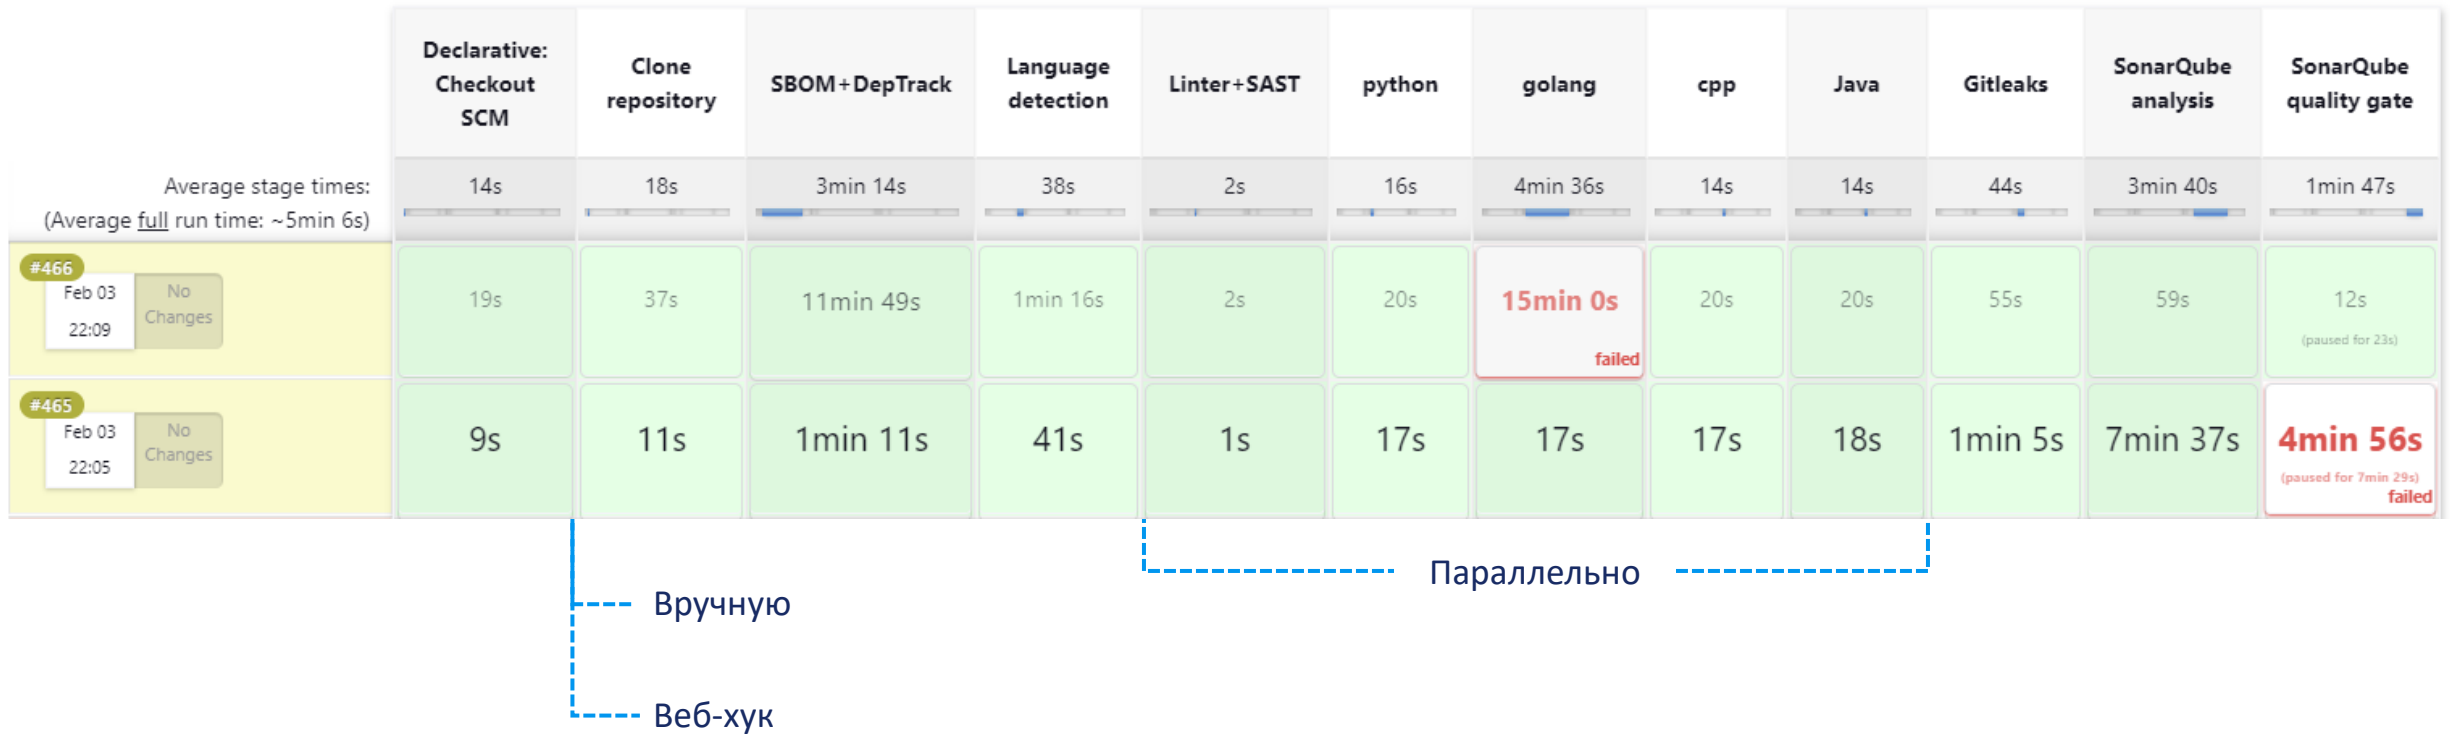 Declarative:
Checkout
SCM
Clone
repository
SBOM+DepTrack
Language
detection
Linter+SAST
python
golang
cpp
Java
Gitleaks
SonarQube
analysis
SonarQube
quality gate
Average stage times:
(Average full run time: ~5min 6s)
14s
18s
3min 14s
38s
2s
16s
4min 36s
14s
14s
44s
3min 40s
1min 47s
#466
Feb 03
22:09
No
Changes
19s
37s
11min 49s
1min 16s
2s
20s
15min 0s
failed
20s
20s
55s
59s
12s
(paused for 23s)
#465
Feb 03
22:05
No
Changes
9s
11s
1min 11s
41s
1s
17s
17s
17s
18s
1min 5s
7min 37s
4min 56s
(paused for 7min 29s)
failed
Параллельно
Вручную
Веб-хук